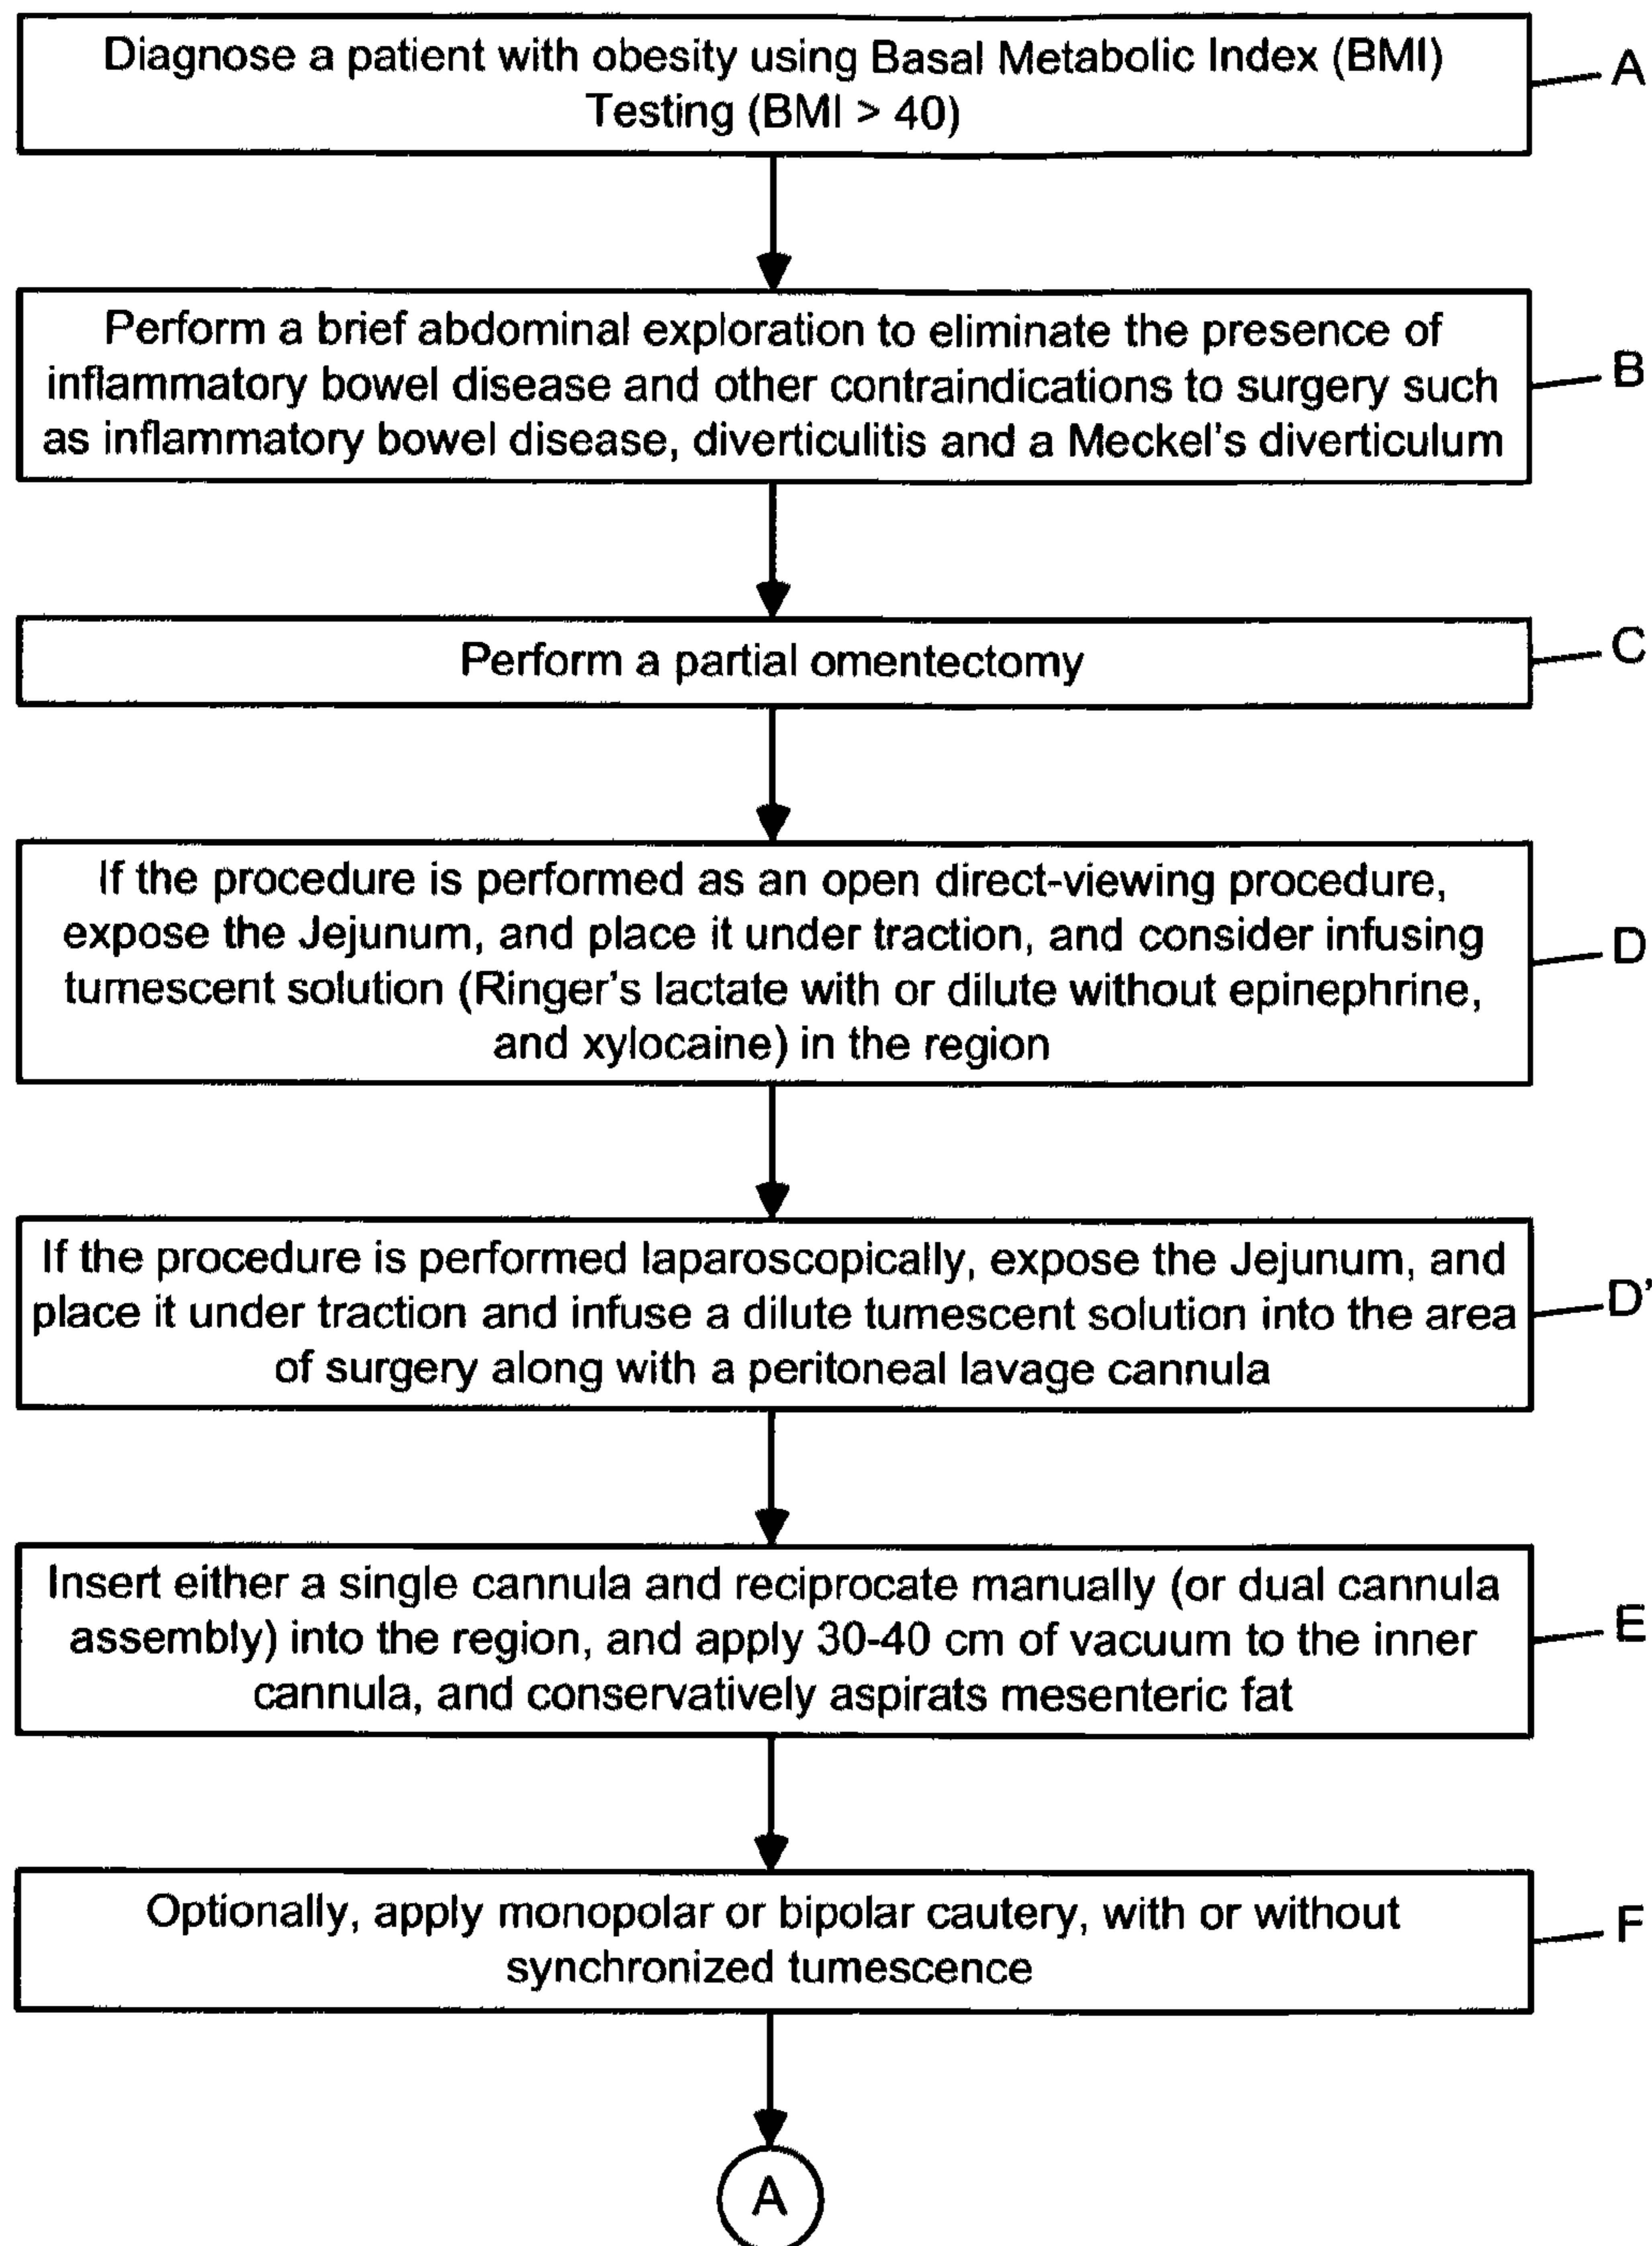 Diagnose a patient with obesity using Basal Metabolic Index (BMI)
Testing (BMI > 40)
A
Perform a brief abdominal exploration to eliminate the presence of
inflammatory bowel disease and other contraindications to surgery such
as inflammatory bowel disease, diverticulitis and a Meckel's diverticulum
B
Perform a partial omentectomy
C
If the procedure is performed as an open direct-viewing procedure,
expose the Jejunum, and place it under traction, and consider infusing
tumescent solution (Ringer's lactate with or dilute without epinephrine,
and xylocaine) in the region
D
If the procedure is performed laparoscopically, expose the Jejunum, and
place it under traction and infuse a dilute tumescent solution into the area
of surgery along with a peritoneal lavage cannula
D'
Insert either a single cannula and reciprocate manually (or dual cannula
assembly) into the region, and apply 30-40 cm of vacuum to the inner
cannula, and conservatively aspirats mesenteric fat
E
Optionally, apply monopolar or bipolar cautery, with or without
synchronized tumescence
F
A